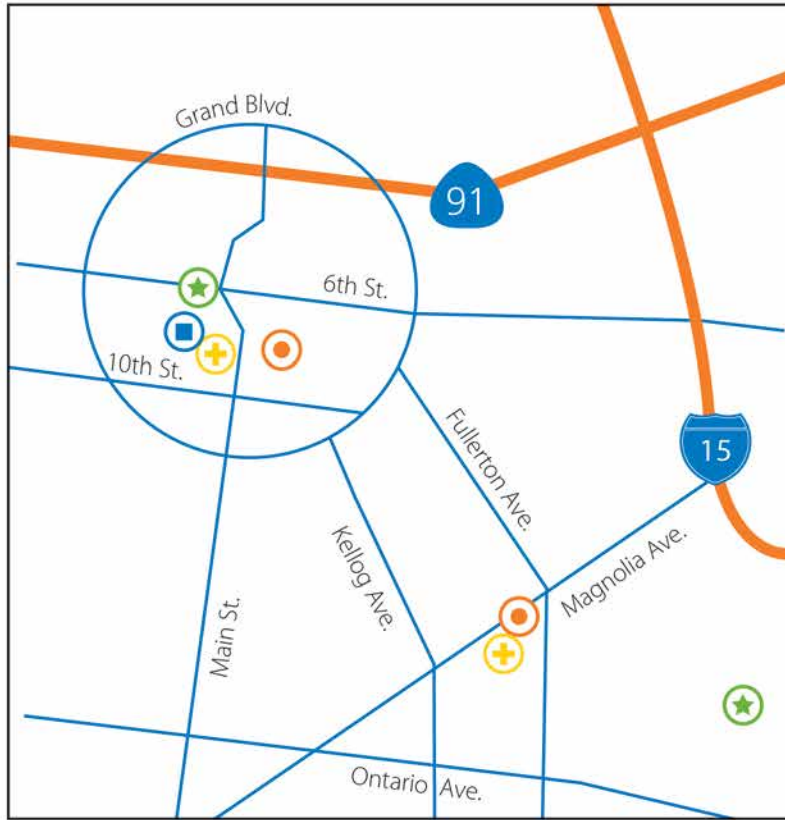 Grand Blvd.
91
6th St.
10th St.
Fullerton Ave.
15
Kellog Ave.
Magnolia Ave.
Main St.
Ontario Ave.